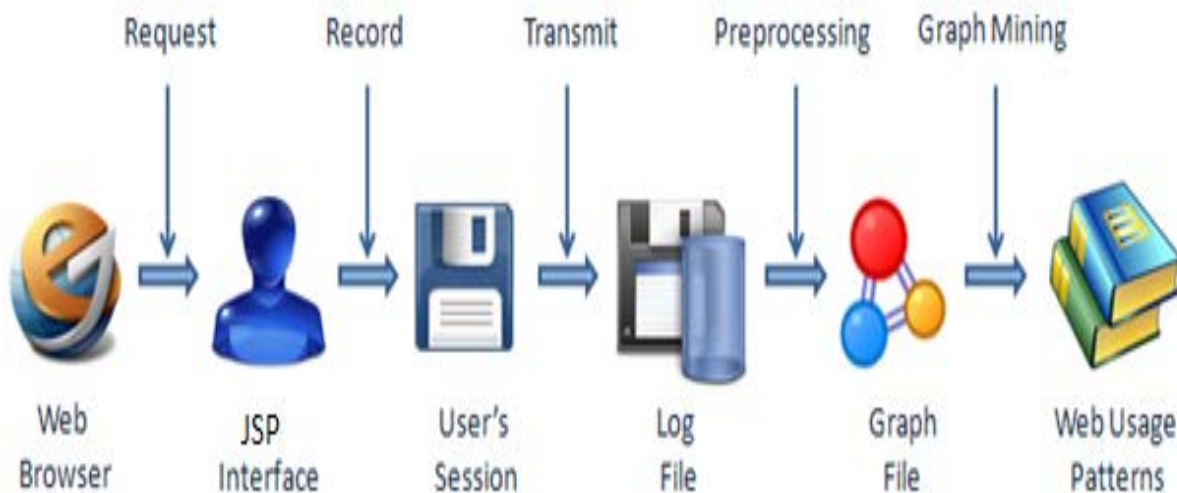 Request Record Transmit Preprocessing Graph Mining
Web Browser
JSP Interface
User's Session
Log File
Graph File
Web Usage Patterns